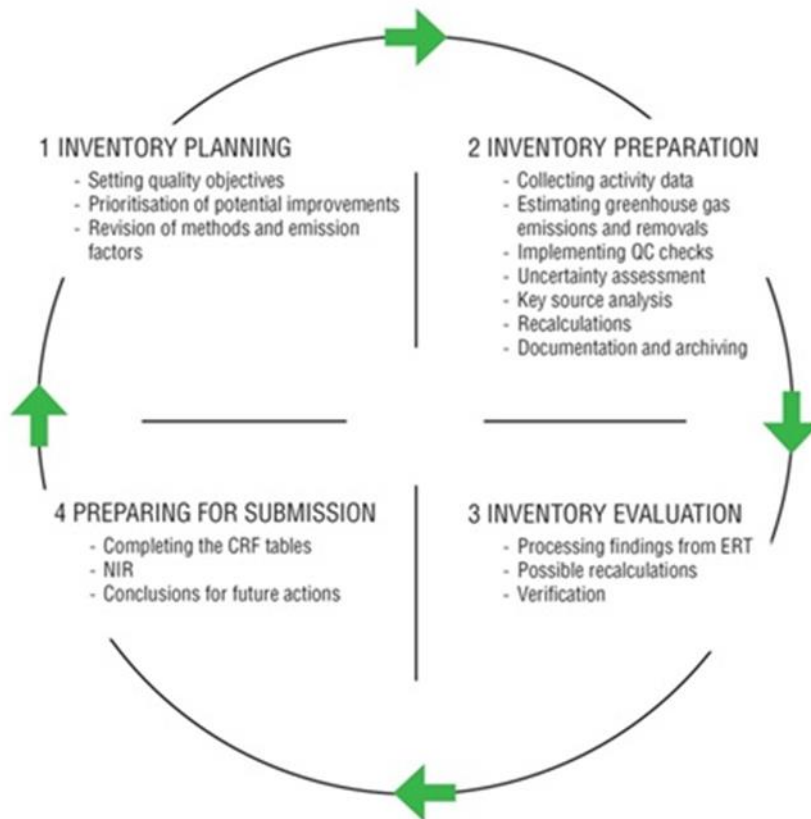 1 INVENTORY PLANNING
- Setting quality objectives
- Prioritisation of potential improvements
- Revision of methods and emission
factors
2 INVENTORY PREPARATION
- Collecting activity data
- Estimating greenhouse gas
emissions and removals
- Implementing QC checks
- Uncertainty assessment
- Key source analysis
- Recalculations
- Documentation and archiving
3 INVENTORY EVALUATION
- Processing findings from ERT
- Possible recalculations
- Verification
4 PREPARING FOR SUBMISSION
- Completing the CRF tables
- NIR
- Conclusions for future actions